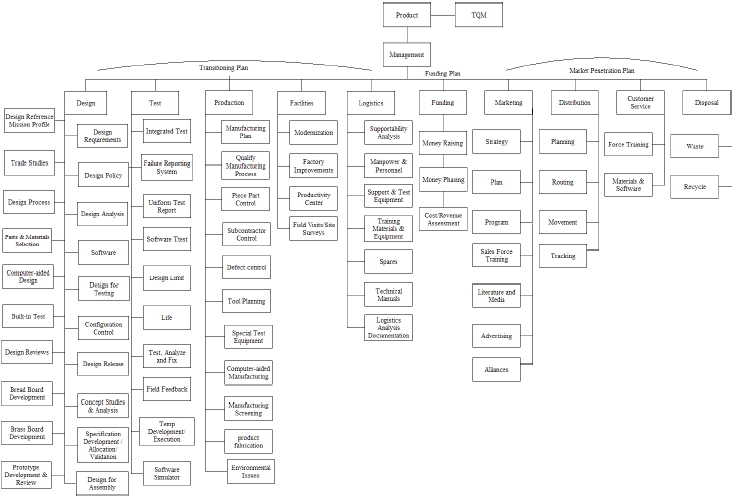 Product
TQM
Management
Transitioning Plan
Funding Plan
Market Penetration Plan
Design
Test
Production
Facilities
Logistics
Funding
Marketing
Distribution
Customer
Service
Disposal
Design Reference
Mission Profile
Trade Studies
Design Process
Parts & Materials
Selection
Computer-aided
Design
Built-in Test
Design Reviews
Bread Board
Development
Brass Board
Development
Prototype
Development &
Review
Design
Requirements
Design Policy
Design Analysis
Software
Design for
Testing
Configuration
Control
Design Release
Concept Studies
& Analysis
Specification
Development /
Allocation/
Validation
Design for
Assembly
Integrated Test
Failure Reporting
System
Uniform Test
Report
Software Ttest
Design Limit
Life
Test, Analyze
and Fix
Field Feedback
Temp
Development/
Execution
Software
Simulator
Manufacturing
Plan
Qualify
Manufacturing
Process
Piece Part
Control
Subcontractor
Control
Defect control
Tool Planning
Special Test
Equipment
Computer-aided
Manufacturing
Manufacturing
Screening
product
fabrication
Environmental
Issues
Modernization
Factory
Improvements
Productivity
Center
Field Visits/Site
Surveys
Supportability
Analysis
Manpower &
Personnel
Support & Test
Equipment
Training
Materials &
Equipment
Spares
Technical
Manuals
Logistics
Analysis
Documentation
Money Raising
Money Phasing
Cost/Revenue
Assessment
Strategy
Plan
Program
Sales Force
Training
Literature and
Media
Advertising
Alliances
Planning
Routing
Movement
Tracking
Force Training
Materials &
Software
Waste
Recycle